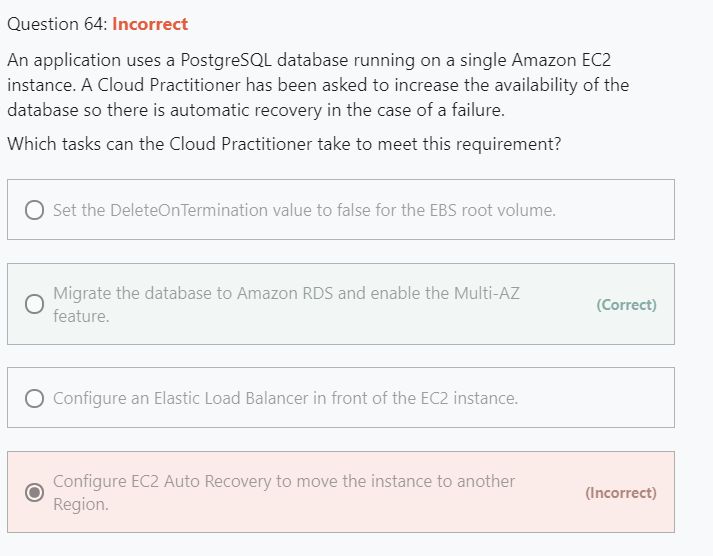 Question 64: Incorrect
An application uses a PostgreSQL database running on a single Amazon EC2
instance. A Cloud Practitioner has been asked to increase the availability of the
database so there is automatic recovery in the case of a failure.
Which tasks can the Cloud Practitioner take to meet this requirement?
Set the DeleteOnTermination value to false for the EBS root volume.
Migrate the database to Amazon RDS and enable the Multi-AZ
feature.
(Correct)
Configure an Elastic Load Balancer in front of the EC2 instance.
Configure EC2 Auto Recovery to move the instance to another
Region.
(Incorrect)